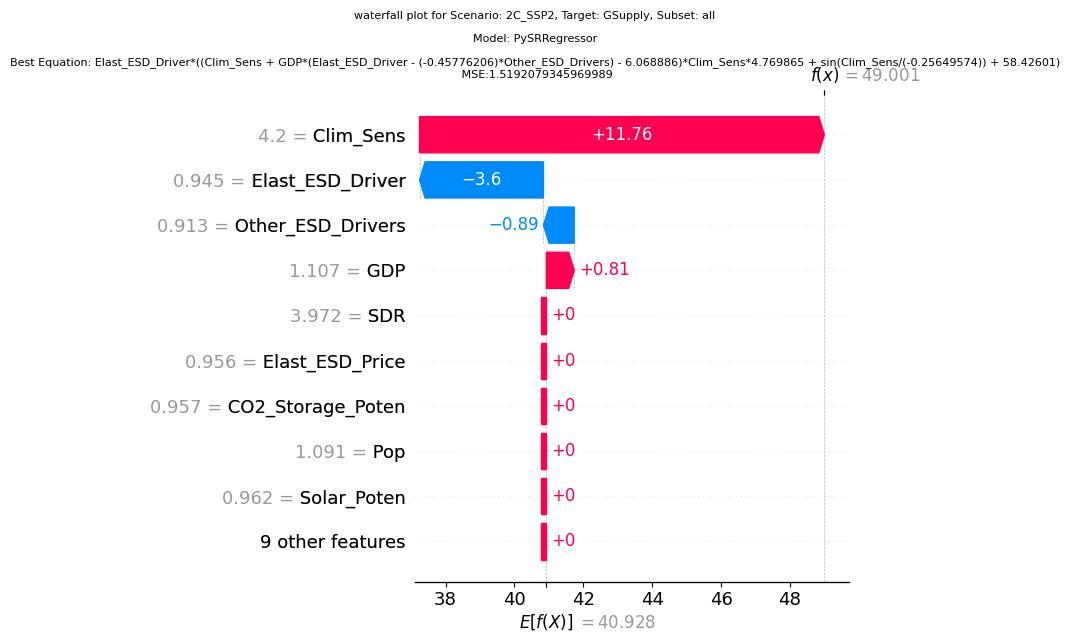 waterfall plot for Scenario: 2C_SSP2, Target: GSupply, Subset: all
Model: PySRRegressor
Best Equation: Elast_ESD_Driver*((Clim_Sens + GDP*(Elast_ESD_Driver - (-0.45776206)*Other_ESD_Drivers) - 6.068886)*Clim_Sens*4.769865 + sin(Clim_Sens/(-0.25649574)) + 58.42601)
MSE:1.5192079345969989
f(x) = 49.001
4.2 = Clim_Sens +11.76
0.945 = Elast_ESD_Driver −3.6
0.913 = Other_ESD_Drivers −0.89
1.107 = GDP +0.81
3.972 = SDR +0
0.956 = Elast_ESD_Price +0
0.957 = CO2_Storage_Poten +0
1.091 = Pop +0
0.962 = Solar_Poten +0
9 other features +0
38 40 42 44 46 48
E[f(X)] = 40.928